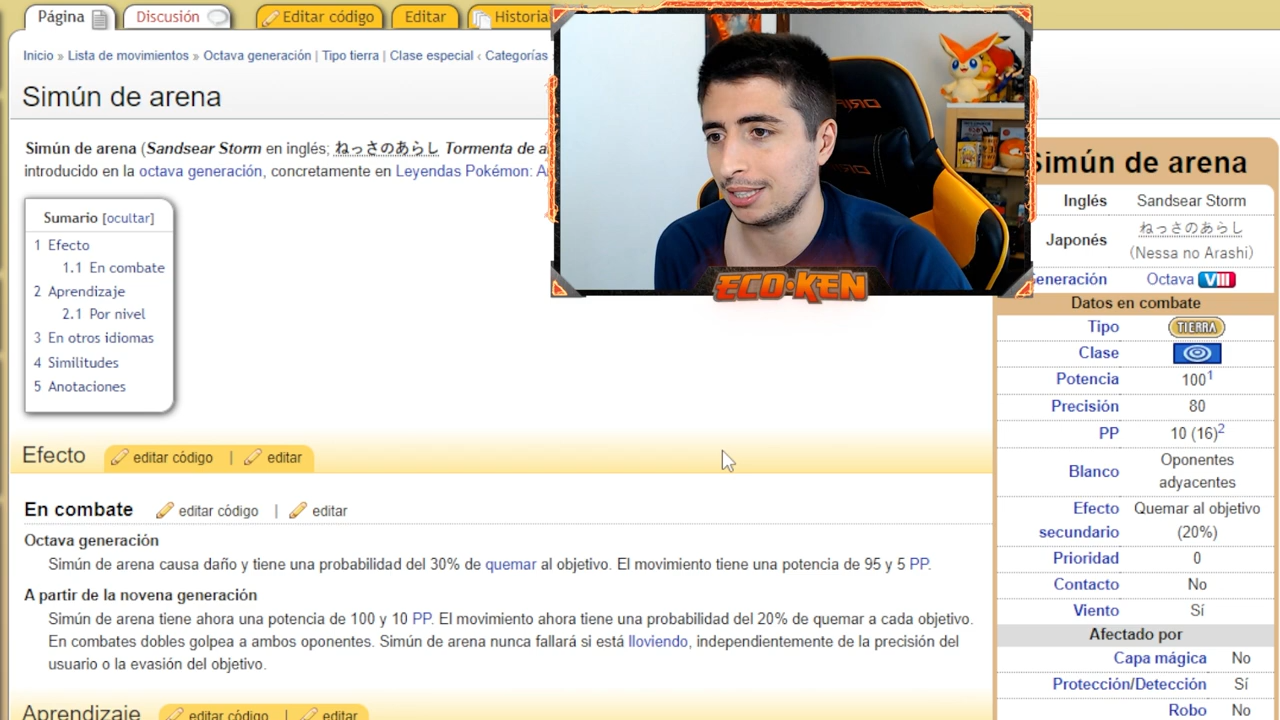 Página
Discusión
Editar código
Editar
Historia
Inicio » Lista de movimientos » Octava generación | Tipo tierra | Clase especial ‹ Categorías
Simún de arena
Simún de arena (Sandsear Storm en inglés; ねっさのあらし Tormenta de a
introducido en la octava generación, concretamente en Leyendas Pokémon: A
Sumario [ocultar]
1 Efecto
1.1 En combate
2 Aprendizaje
2.1 Por nivel
3 En otros idiomas
4 Similitudes
5 Anotaciones
ECO•KEN
Efecto editar código | editar
En combate editar código | editar
Octava generación
Simún de arena causa daño y tiene una probabilidad del 30% de quemar al objetivo. El movimiento tiene una potencia de 95 y 5 PP.
A partir de la novena generación
Simún de arena tiene ahora una potencia de 100 y 10 PP. El movimiento ahora tiene una probabilidad del 20% de quemar a cada objetivo.
En combates dobles golpea a ambos oponentes. Simún de arena nunca fallará si está lloviendo, independientemente de la precisión del
usuario o la evasión del objetivo.
Aprendizaje editar código | editar
Simún de arena
Inglés Sandsear Storm
Japonés ねっさのあらし
(Nessa no Arashi)
eneración Octava VIII
Datos en combate
Tipo TIERRA
Clase
Potencia 100¹
Precisión 80
PP 10 (16)²
Blanco Oponentes
adyacentes
Efecto Quemar al objetivo
secundario (20%)
Prioridad 0
Contacto No
Viento Sí
Afectado por
Capa mágica No
Protección/Detección Sí
Robo No